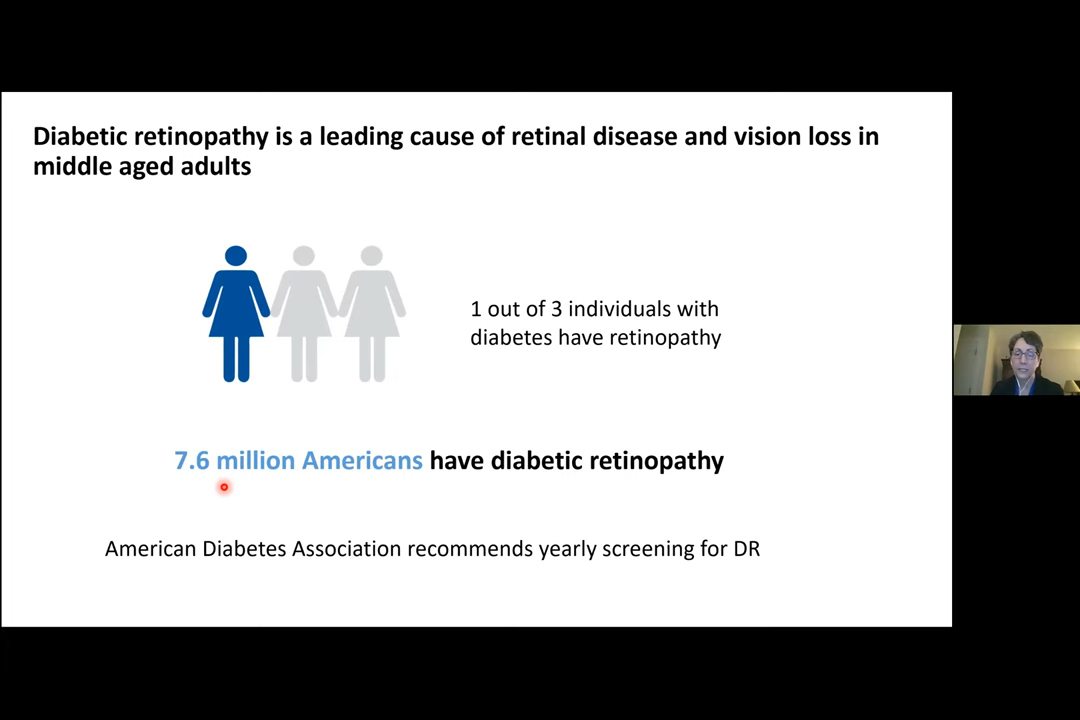 Diabetic retinopathy is a leading cause of retinal disease and vision loss in
middle aged adults
1 out of 3 individuals with
diabetes have retinopathy
7.6 million Americans have diabetic retinopathy
American Diabetes Association recommends yearly screening for DR